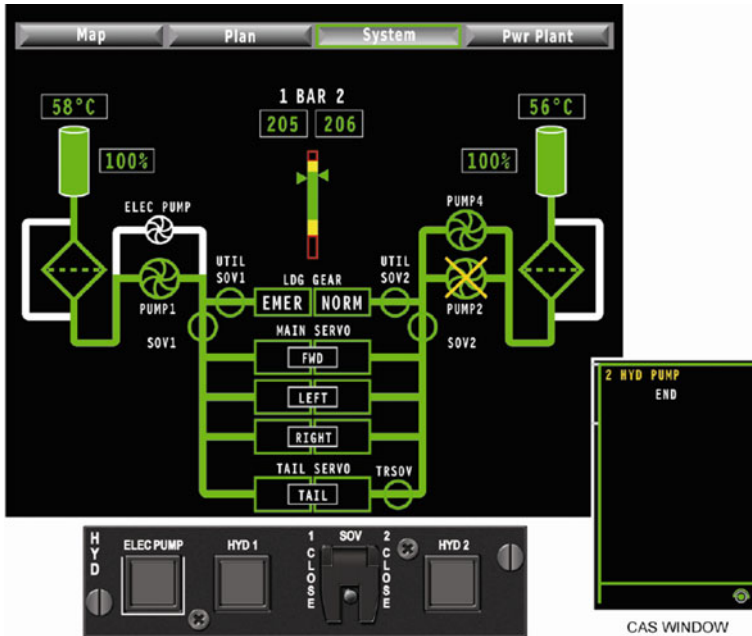 Map Plan System Pwr Plant
58°C 1 BAR 2 56°C
205 206
100% 100%
ELEC PUMP PUMP4
UTIL SOV1 LDG GEAR UTIL SOV2
EMER NORM
PUMP1 PUMP2
SOV1 MAIN SERVO SOV2
FWD
LEFT
RIGHT
TAIL SERVO TRSOV
TAIL
2 HYD PUMP
END
HYD ELEC PUMP HYD 1 1 CLOSE SOV 2 CLOSE HYD 2
CAS WINDOW